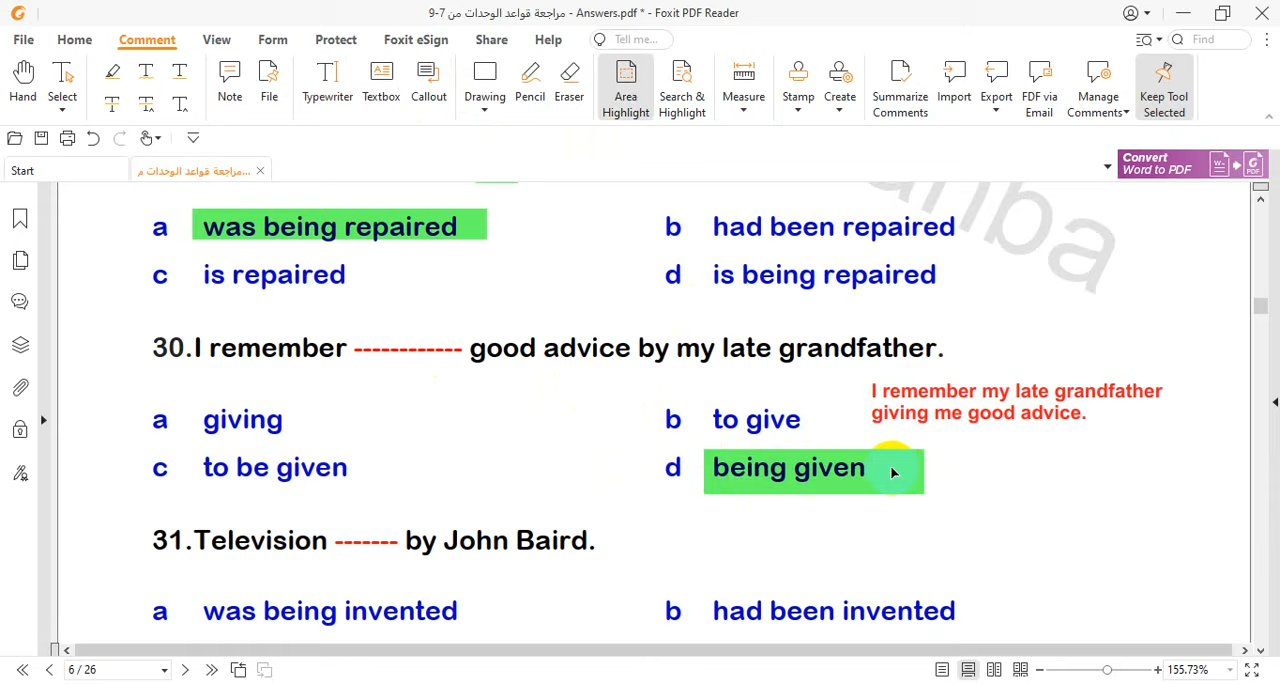 مراجعة قواعد الوحدات من 7-9 - Answers.pdf * - Foxit PDF Reader
File Home Comment View Form Protect Foxit eSign Share Help Tell me... Find
Hand Select Note File Typewriter Textbox Callout Drawing Pencil Eraser Area Highlight Search & Highlight Measure Stamp Create Summarize Comments Import Export FDF via Email Manage Comments Keep Tool Selected
Start مراجعة قواعد الوحدات م...
Convert Word to PDF
a was being repaired b had been repaired
c is repaired d is being repaired
30.I remember ------------ good advice by my late grandfather.
I remember my late grandfather
giving me good advice.
a giving b to give
c to be given d being given
31.Television ------- by John Baird.
a was being invented b had been invented
6 / 26 155.73%